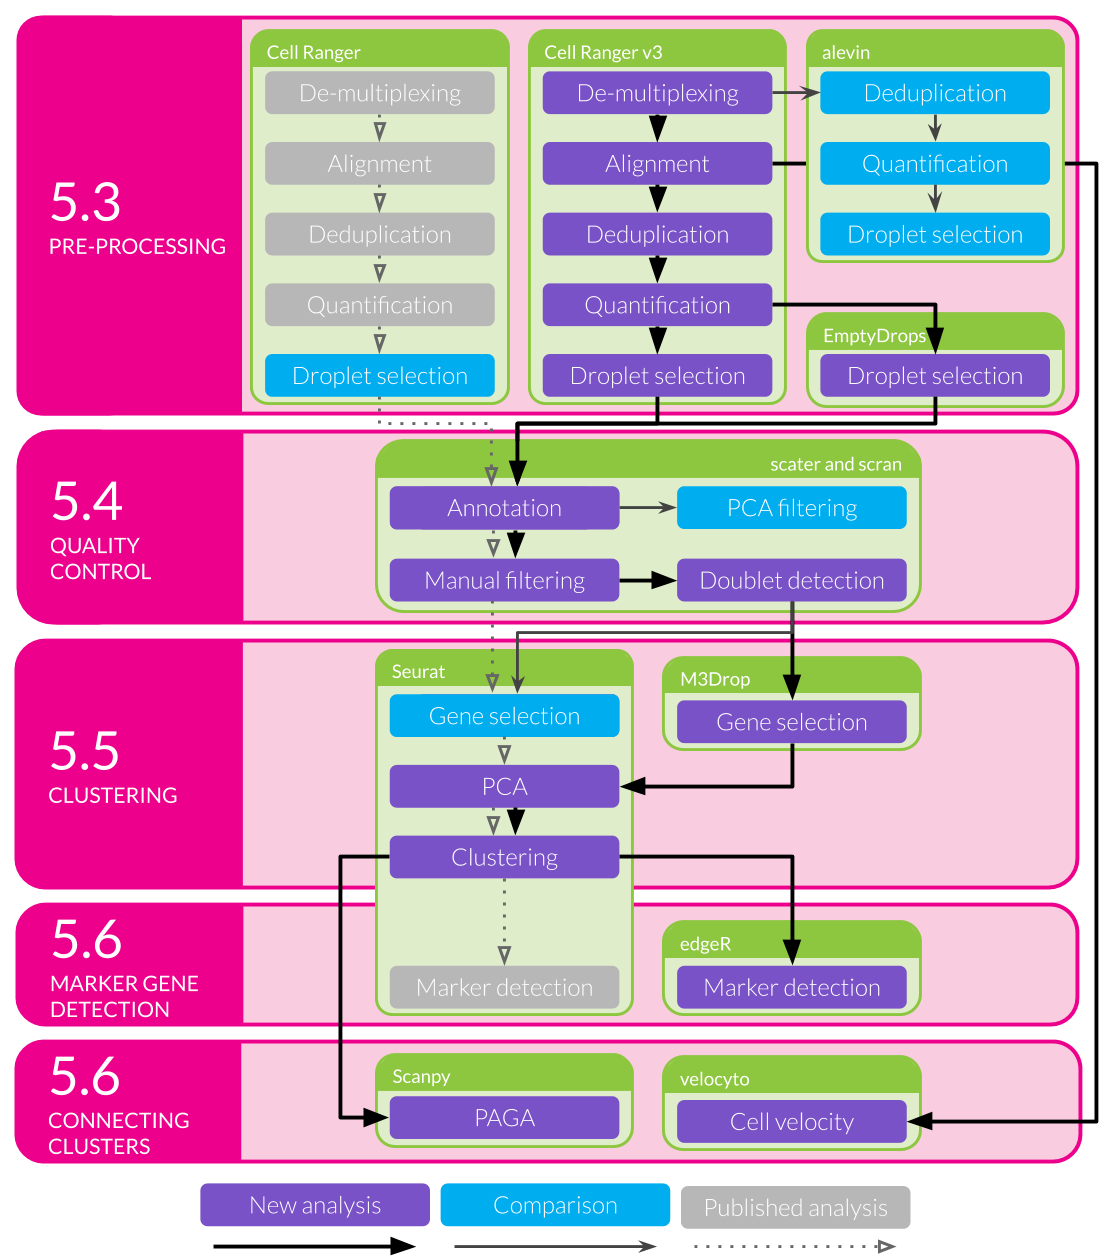 5.3
PRE-PROCESSING
Cell Ranger
De-multiplexing
Alignment
Deduplication
Quantification
Droplet selection
Cell Ranger v3
De-multiplexing
Alignment
Deduplication
Quantification
Droplet selection
alevin
Deduplication
Quantification
Droplet selection
EmptyDrops
Droplet selection
5.4
QUALITY
CONTROL
scater and scran
Annotation
PCA filtering
Manual filtering
Doublet detection
5.5
CLUSTERING
Seurat
Gene selection
PCA
Clustering
M3Drop
Gene selection
5.6
MARKER GENE
DETECTION
Marker detection
edgeR
Marker detection
5.6
CONNECTING
CLUSTERS
Scanpy
PAGA
velocyto
Cell velocity
New analysis
Comparison
Published analysis